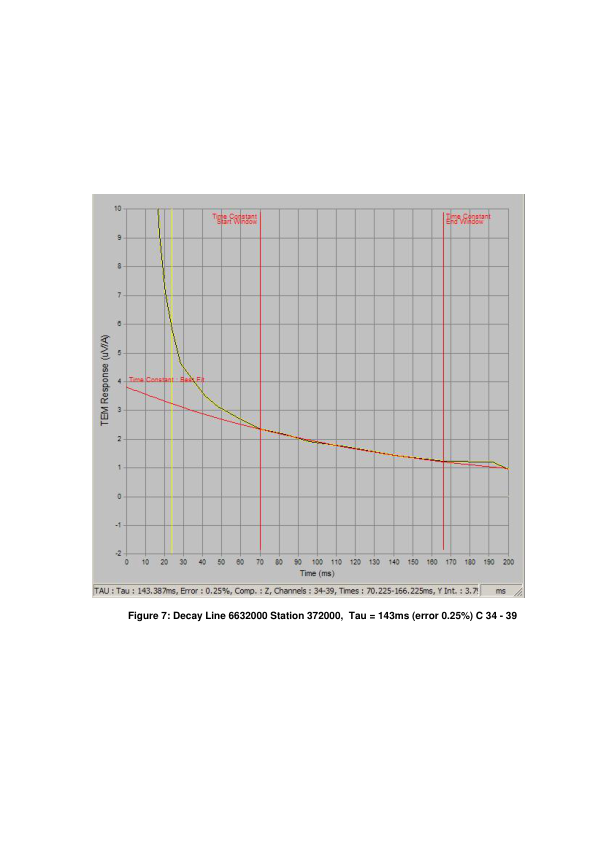 10
Time Constant
Start Window
Time Constant
End Window
9
8
7
6
5
4
Time Constant Best Fit
3
2
1
0
-1
-2
TEM Response (uV/A)
0 10 20 30 40 50 60 70 80 90 100 110 120 130 140 150 160 170 180 190 200
Time (ms)
TAU : Tau : 143.387ms, Error : 0.25%, Comp. : Z, Channels : 34-39, Times : 70.225-166.225ms, Y Int. : 3.7 ms
Figure 7: Decay Line 6632000 Station 372000, Tau = 143ms (error 0.25%) C 34 - 39